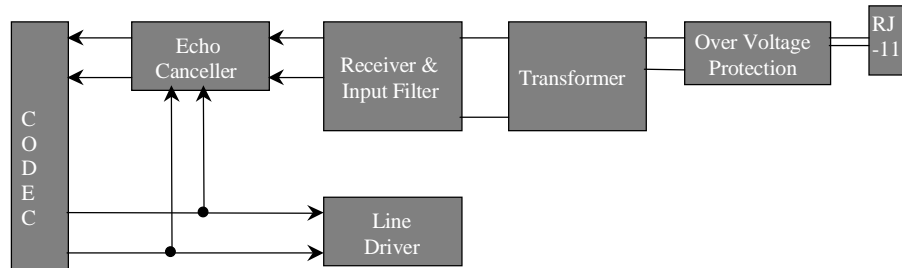 Echo
Canceller
Receiver &
Input Filter
Transformer
Over Voltage
Protection
RJ
-11
C
O
D
E
C
Line
Driver